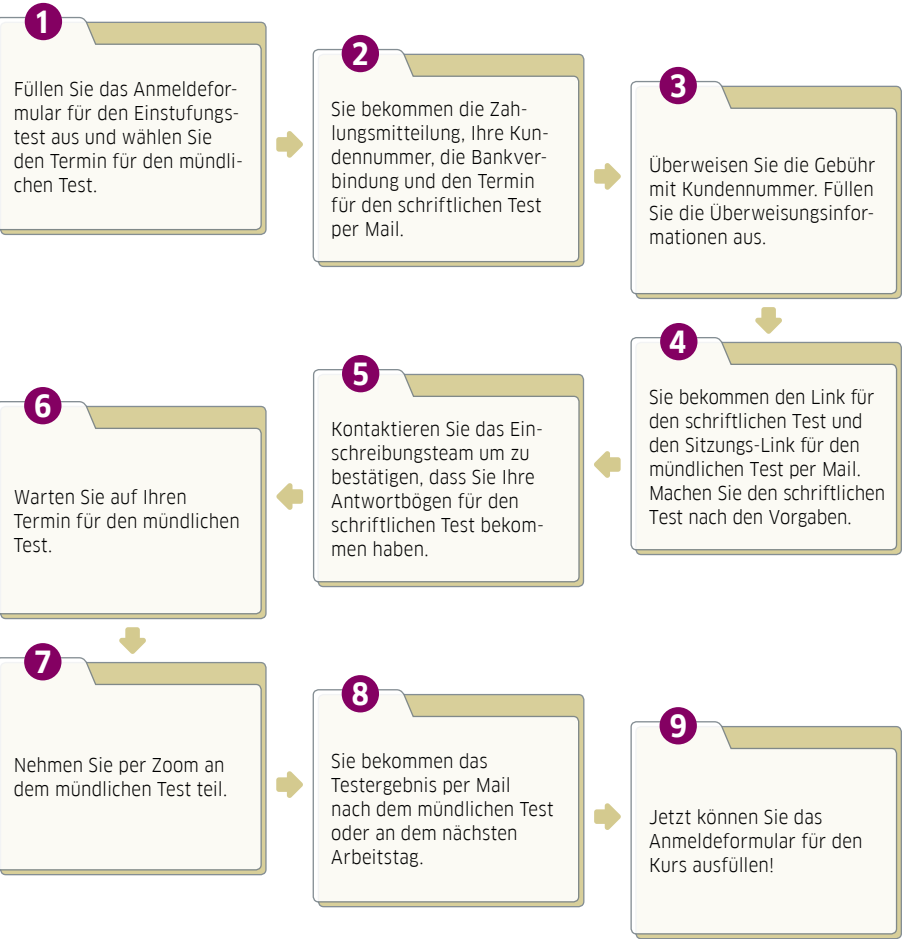 1
Füllen Sie das Anmeldefor-
mular für den Einstufungs-
test aus und wählen Sie
den Termin für den mündli-
chen Test.
2
Sie bekommen die Zah-
lungsmitteilung, Ihre Kun-
dennummer, die Bankver-
bindung und den Termin
für den schriftlichen Test
per Mail.
3
Überweisen Sie die Gebühr
mit Kundennummer. Füllen
Sie die Überweisungsinfor-
mationen aus.
4
Sie bekommen den Link für
den schriftlichen Test und
den Sitzungs-Link für den
mündlichen Test per Mail.
Machen Sie den schriftlichen
Test nach den Vorgaben.
5
Kontaktieren Sie das Ein-
schreibungsteam um zu
bestätigen, dass Sie Ihre
Antwortbögen für den
schriftlichen Test bekom-
men haben.
6
Warten Sie auf Ihren
Termin für den mündlichen
Test.
7
Nehmen Sie per Zoom an
dem mündlichen Test teil.
8
Sie bekommen das
Testergebnis per Mail
nach dem mündlichen Test
oder an dem nächsten
Arbeitstag.
9
Jetzt können Sie das
Anmeldeformular für den
Kurs ausfüllen!